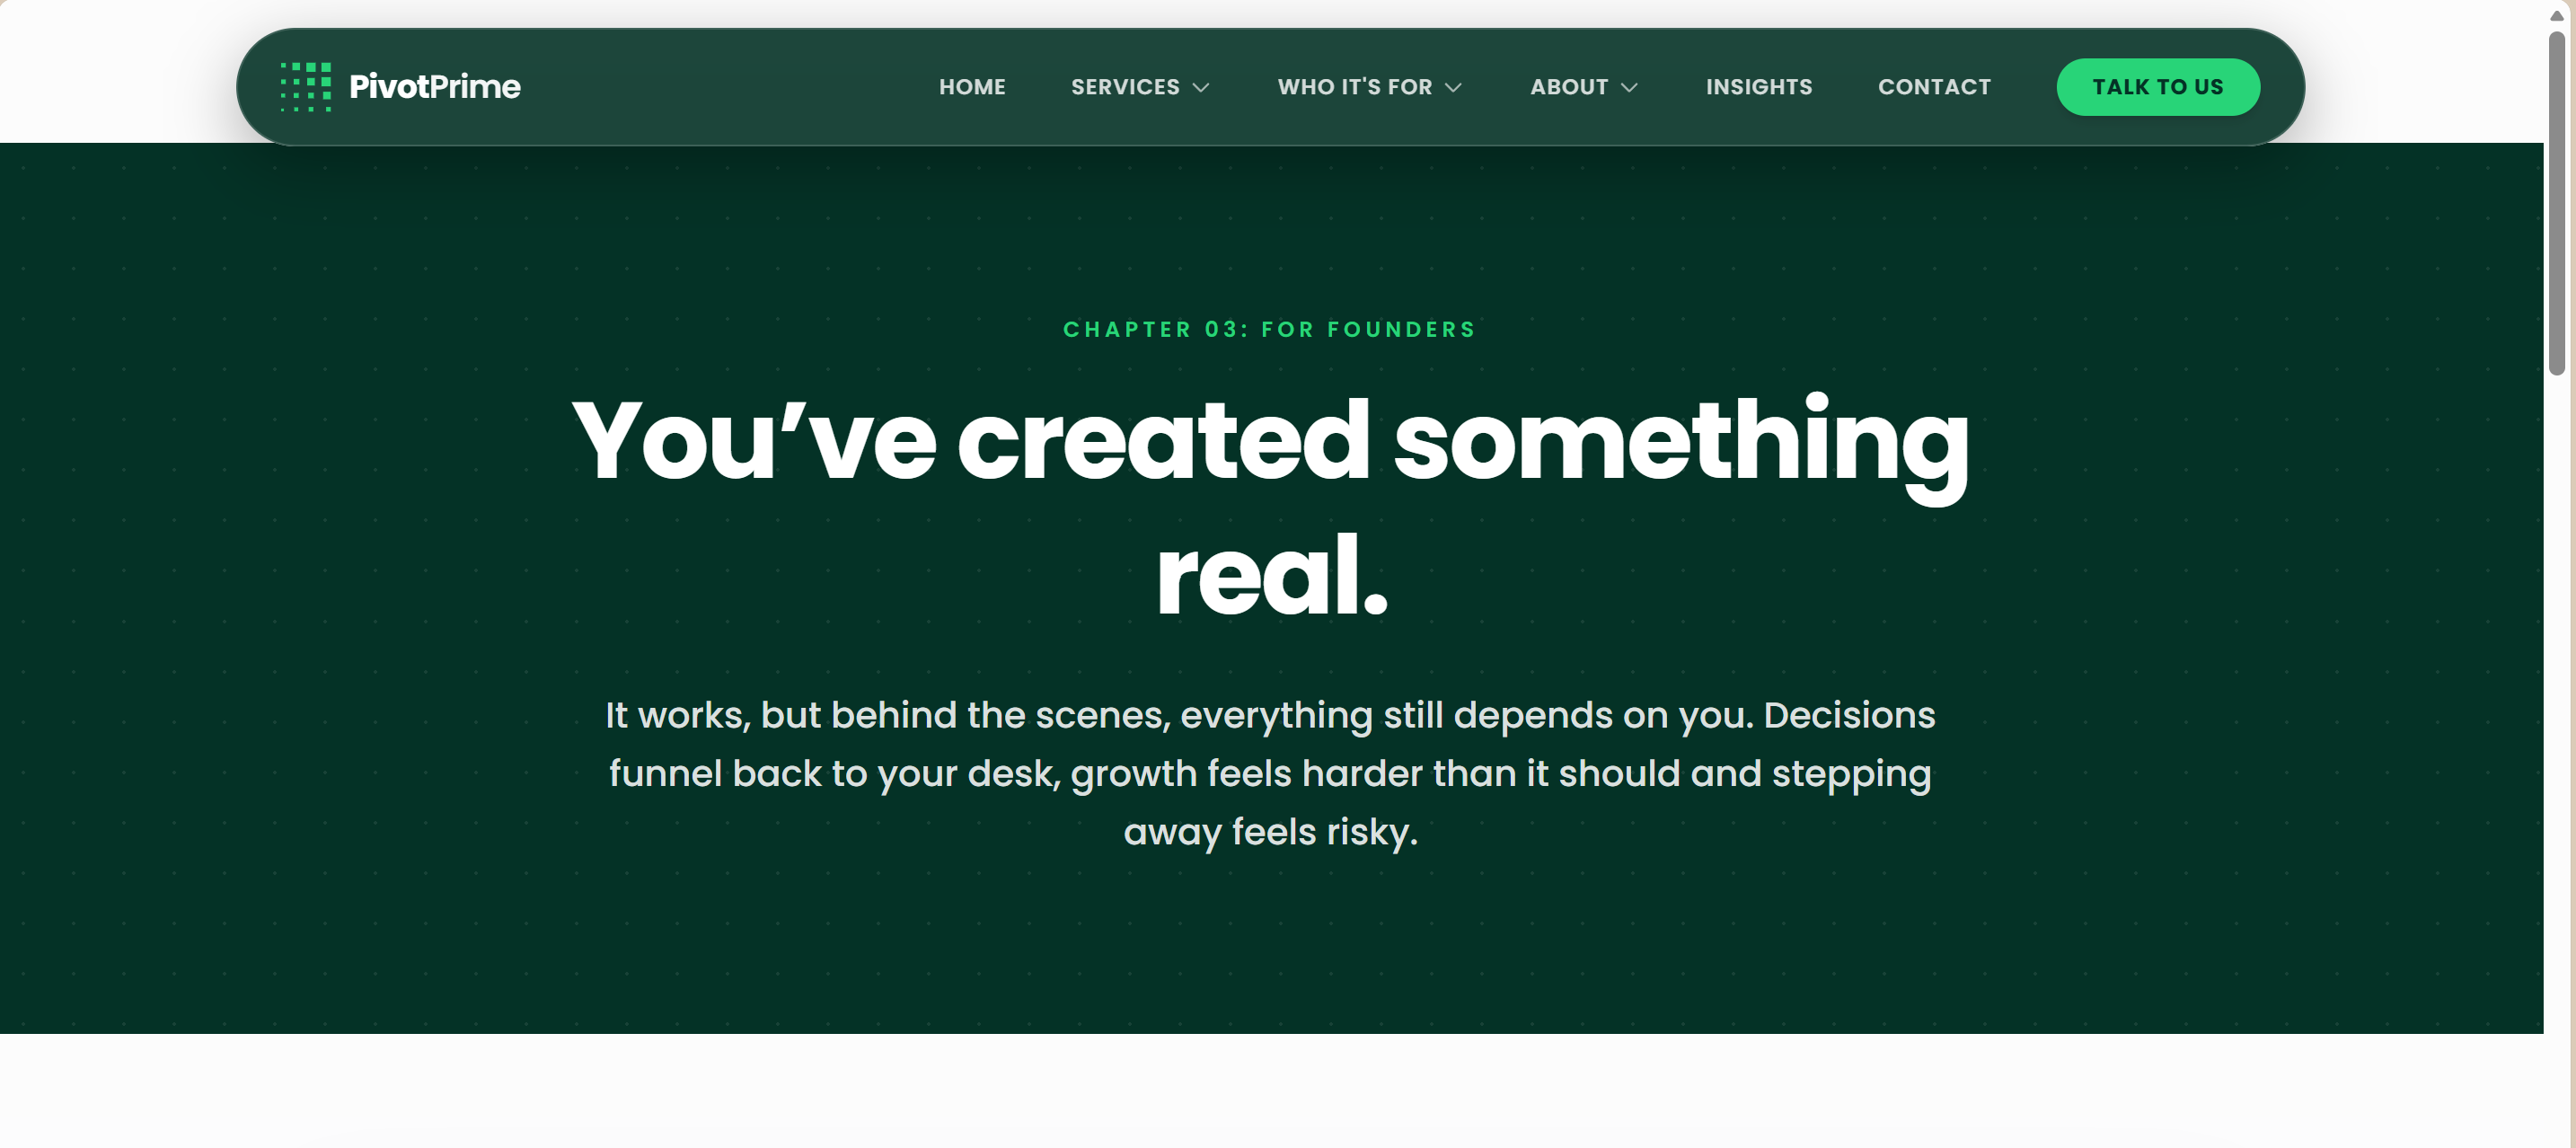 PivotPrime
HOME
SERVICES
WHO IT'S FOR
ABOUT
INSIGHTS
CONTACT
TALK TO US
CHAPTER 03: FOR FOUNDERS
You’ve created something
real.
It works, but behind the scenes, everything still depends on you. Decisions
funnel back to your desk, growth feels harder than it should and stepping
away feels risky.